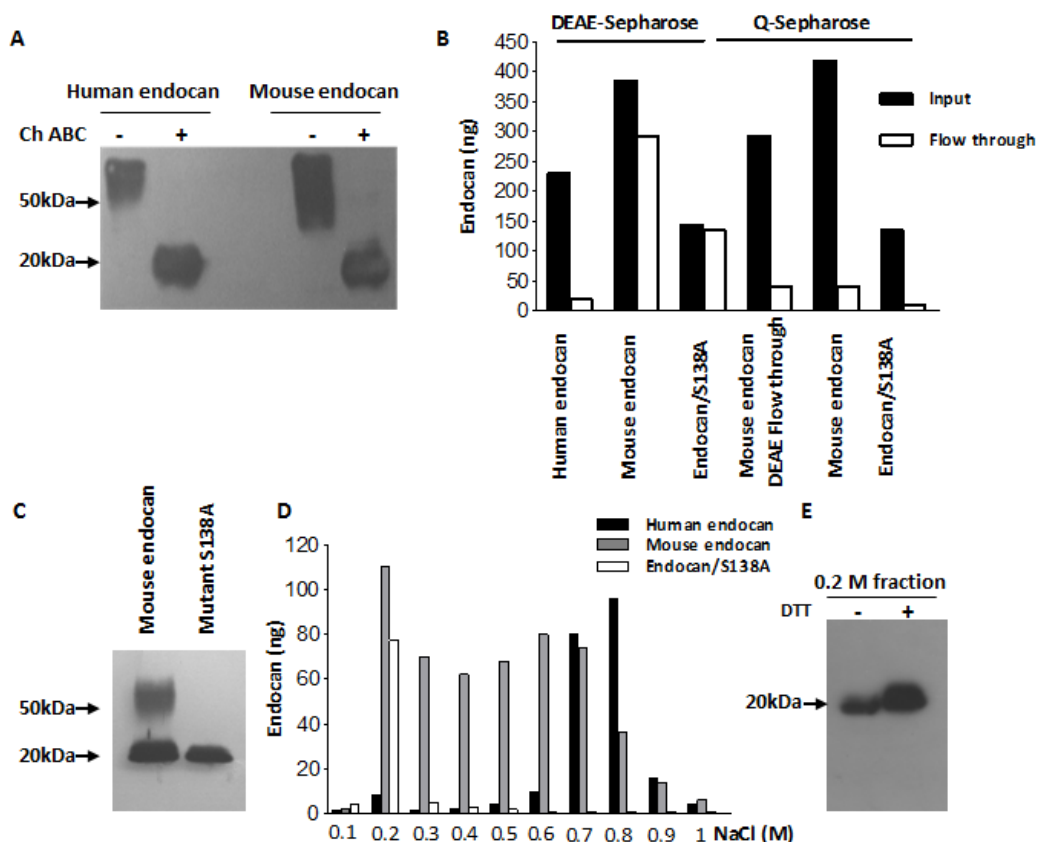 A
Human endocan Mouse endocan
Ch ABC - + - +
50kDa
20kDa
B
DEAE-Sepharose Q-Sepharose
450
400
350
300
250
200
150
100
50
0
Endocan (ng)
Input
Flow through
Human endocan
Mouse endocan
Endocan/S138A
Mouse endocan
DEAE Flow through
Mouse endocan
Endocan/S138A
C
Mouse endocan
Mutant S138A
50kDa
20kDa
D
Human endocan
Mouse endocan
Endocan/S138A
120
100
80
60
40
20
0
Endocan (ng)
0.1 0.2 0.3 0.4 0.5 0.6 0.7 0.8 0.9 1 NaCl (M)
E
0.2 M fraction
DTT - +
20kDa